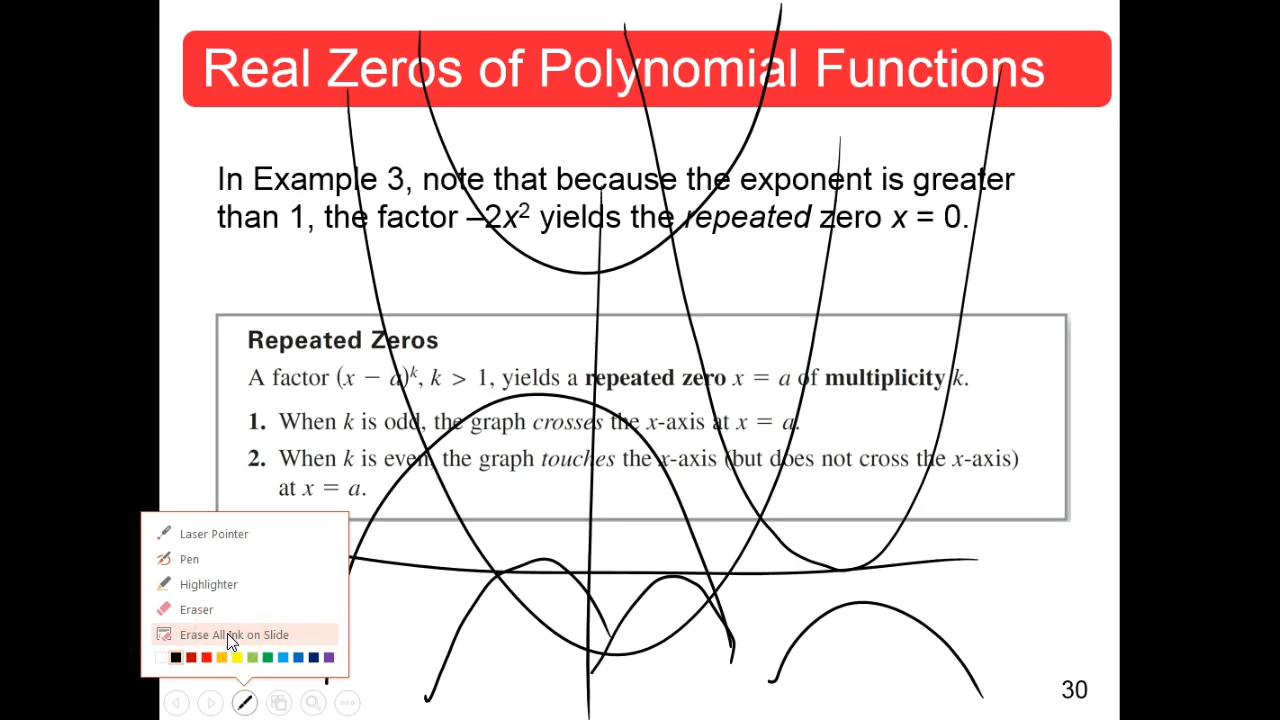 Real Zeros of Polynomial Functions
In Example 3, note that because the exponent is greater
than 1, the factor –2x² yields the repeated zero x = 0.
Repeated Zeros
A factor (x − a)ᵏ, k > 1, yields a repeated zero x = a of multiplicity k.
1. When k is odd, the graph crosses the x-axis at x = a.
2. When k is even, the graph touches the x-axis (but does not cross the x-axis)
at x = a.
Laser Pointer
Pen
Highlighter
Eraser
Erase All Ink on Slide
30